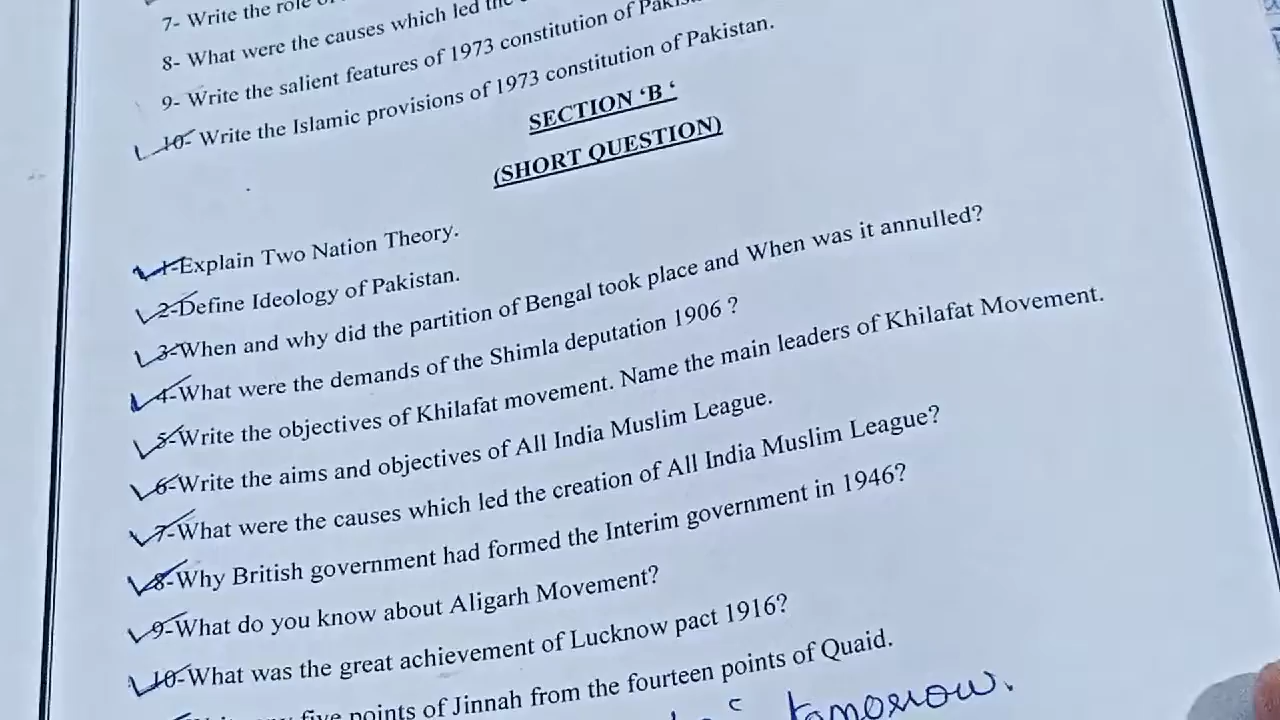 7- Write the role
8- What were the causes which led the
9- Write the salient features of 1973 constitution of
10- Write the Islamic provisions of 1973 constitution of Pakistan.
SECTION ‘B ‘
(SHORT QUESTION)
1-Explain Two Nation Theory.
2-Define Ideology of Pakistan.
3-When and why did the partition of Bengal took place and When was it annulled?
4-What were the demands of the Shimla deputation 1906 ?
5-Write the objectives of Khilafat movement. Name the main leaders of Khilafat Movement.
6-Write the aims and objectives of All India Muslim League.
7-What were the causes which led the creation of All India Muslim League?
8-Why British government had formed the Interim government in 1946?
9-What do you know about Aligarh Movement?
10-What was the great achievement of Lucknow pact 1916?
five points of Jinnah from the fourteen points of Quaid.
tomorrow.